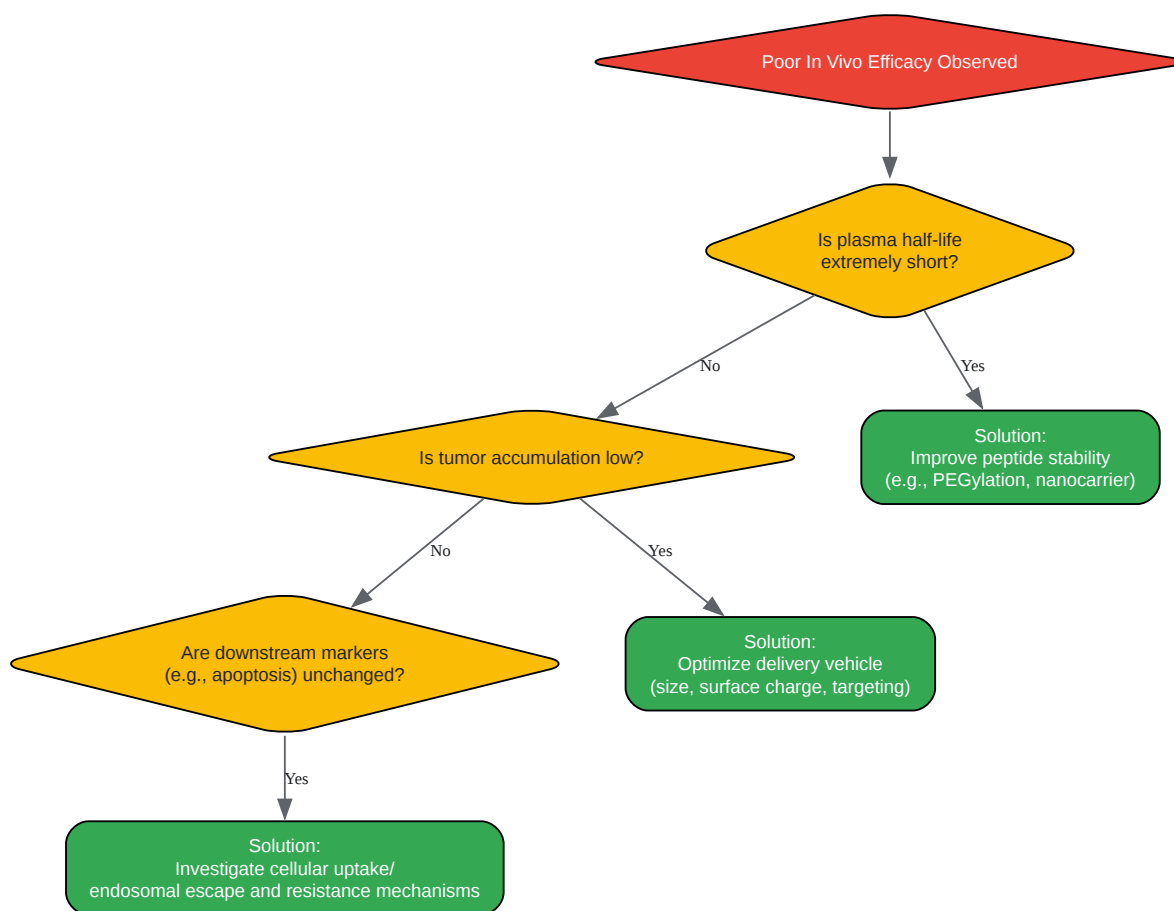 Poor In Vivo Efficacy Observed
Is plasma half-life
extremely short?
No
Yes
Is tumor accumulation low?
Solution:
Improve peptide stability
(e.g., PEGylation, nanocarrier)
No
Yes
Are downstream markers
(e.g., apoptosis) unchanged?
Solution:
Optimize delivery vehicle
(size, surface charge, targeting)
Yes
Solution:
Investigate cellular uptake/
endosomal escape and resistance mechanisms